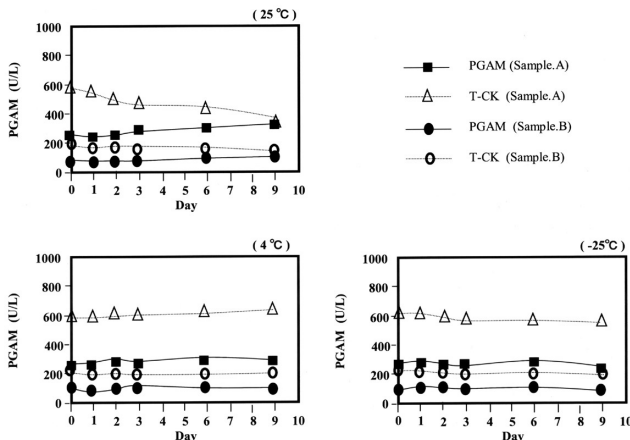 ( 25 ℃)
1000
800
600
400
200
0
PGAM (U/L)
0 1 2 3 4 5 6 7 8 9 10
Day
PGAM (Sample.A)
T-CK (Sample.A)
PGAM (Sample.B)
T-CK (Sample.B)
( 4 ℃)
1000
800
600
400
200
0
PGAM (U/L)
0 1 2 3 4 5 6 7 8 9 10
Day
( -25℃)
1000
800
600
400
200
0
PGAM (U/L)
0 1 2 3 4 5 6 7 8 9 10
Day